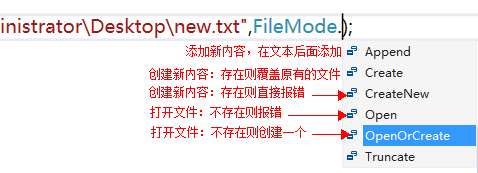 inistrator\Desktop\new.txt",FileMode.);
添加新内容，在文本后面添加 Append
创建新内容：存在则覆盖原有的文件 Create
创建新内容：存在则直接报错 CreateNew
打开文件：不存在则报错 Open
打开文件：不存在则创建一个 OpenOrCreate
Truncate